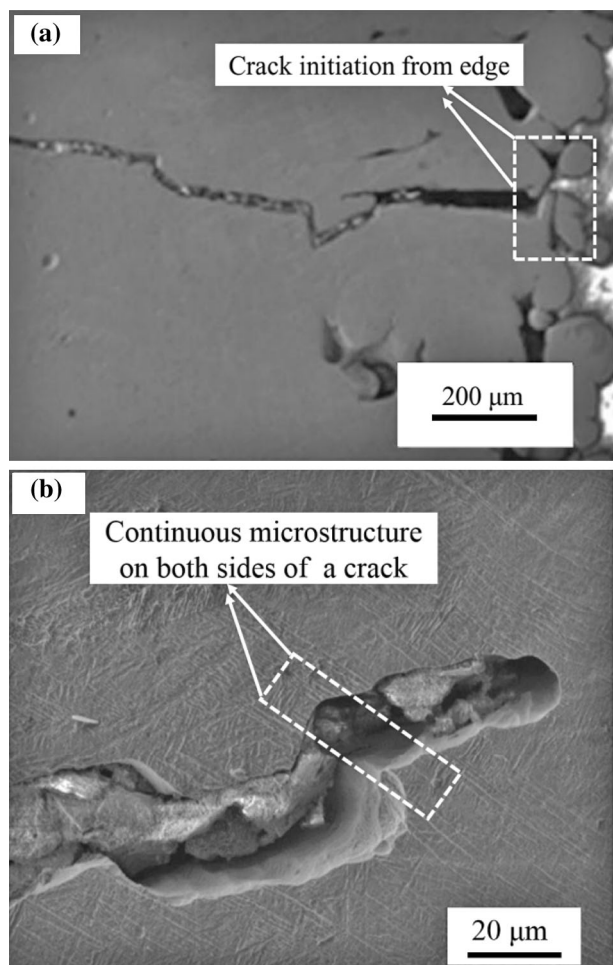 (a)
Crack initiation from edge
200 μm
(b)
Continuous microstructure
on both sides of a crack
20 μm